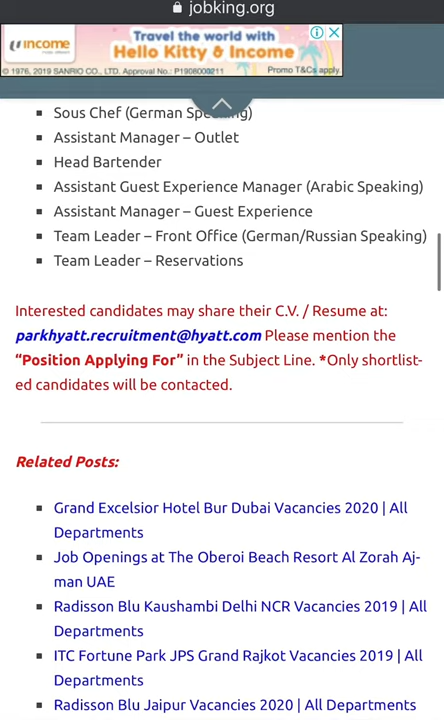 jobking.org
income
Travel the world with
Hello Kitty & Income
© 1976, 2019 SANRIO CO., LTD. Approval No.: P1908008211
Promo T&Cs apply
Sous Chef (German Speaking)
Assistant Manager – Outlet
Head Bartender
Assistant Guest Experience Manager (Arabic Speaking)
Assistant Manager – Guest Experience
Team Leader – Front Office (German/Russian Speaking)
Team Leader – Reservations
Interested candidates may share their C.V. / Resume at:
parkhyatt.recruitment@hyatt.com Please mention the
“Position Applying For” in the Subject Line. *Only shortlist-
ed candidates will be contacted.
Related Posts:
Grand Excelsior Hotel Bur Dubai Vacancies 2020 | All
Departments
Job Openings at The Oberoi Beach Resort Al Zorah Aj-
man UAE
Radisson Blu Kaushambi Delhi NCR Vacancies 2019 | All
Departments
ITC Fortune Park JPS Grand Rajkot Vacancies 2019 | All
Departments
Radisson Blu Jaipur Vacancies 2020 | All Departments